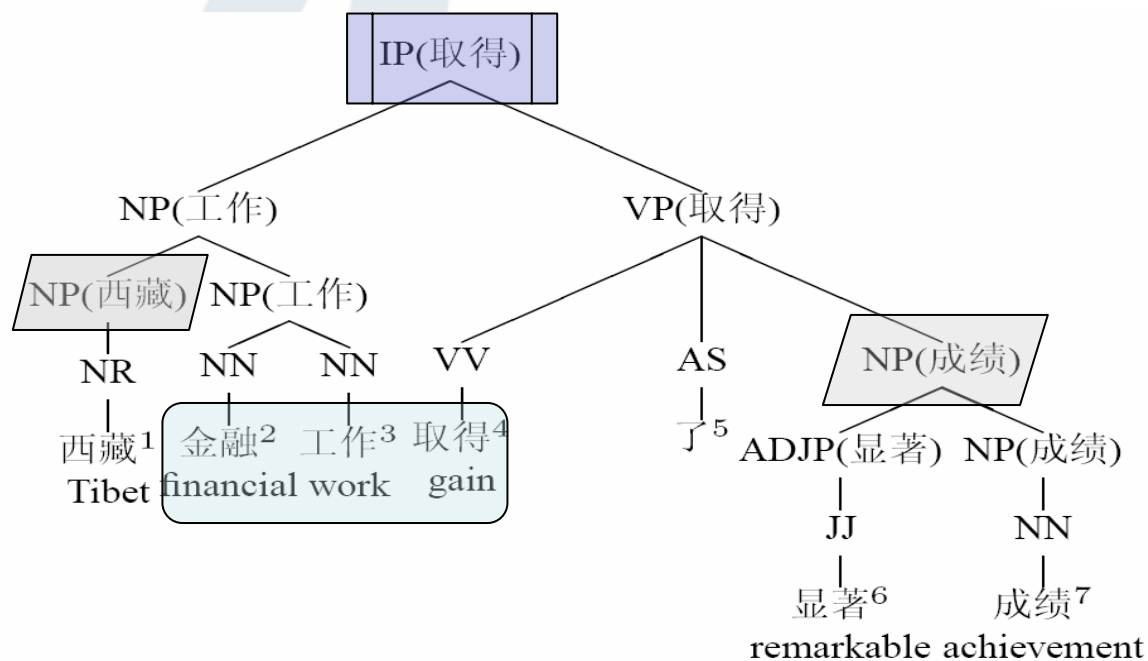 IP(取得)
NP(工作) VP(取得)
NP(西藏) NP(工作)
NR NN NN VV AS NP(成绩)
西藏1 金融2 工作3 取得4 了5 ADJP(显著) NP(成绩)
Tibet financial work gain
JJ NN
显著6 成绩7
remarkable achievement